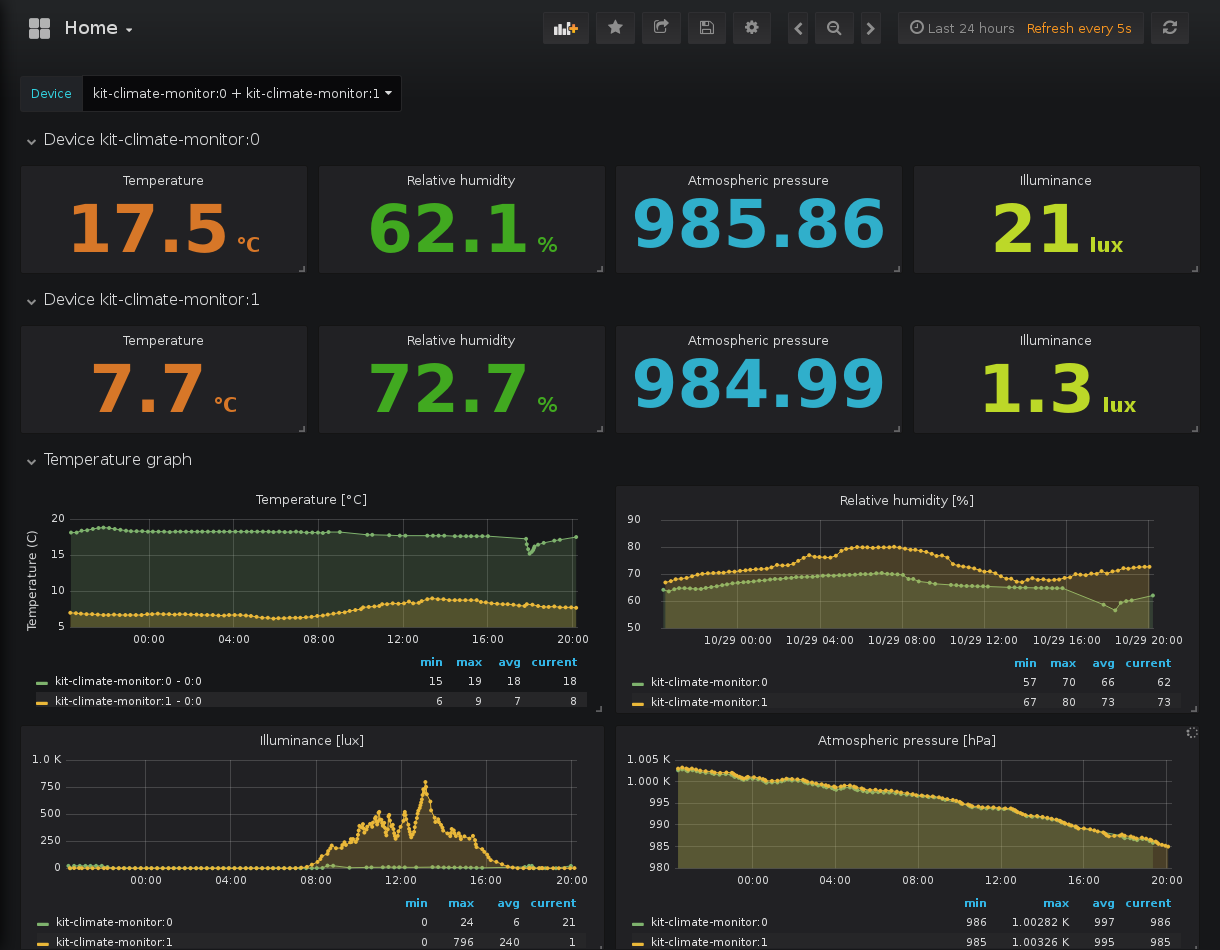 Home
Last 24 hours Refresh every 5s
Device kit-climate-monitor:0 + kit-climate-monitor:1
Device kit-climate-monitor:0
Temperature Relative humidity Atmospheric pressure Illuminance
17.5 °C 62.1 % 985.86 21 lux
Device kit-climate-monitor:1
Temperature Relative humidity Atmospheric pressure Illuminance
7.7 °C 72.7 % 984.99 1.3 lux
Temperature graph
Temperature [°C]
Temperature (C)
20
15
10
5
00:00 04:00 08:00 12:00 16:00 20:00
min max avg current
kit-climate-monitor:0 - 0:0 15 19 18 18
kit-climate-monitor:1 - 0:0 6 9 7 8
Relative humidity [%]
90
80
70
60
50
10/29 00:00 10/29 04:00 10/29 08:00 10/29 12:00 10/29 16:00 10/29 20:00
min max avg current
kit-climate-monitor:0 57 70 66 62
kit-climate-monitor:1 67 80 73 73
Illuminance [lux]
1.0 K
750
500
250
0
00:00 04:00 08:00 12:00 16:00 20:00
min max avg current
kit-climate-monitor:0 0 24 6 21
kit-climate-monitor:1 0 796 240 1
Atmospheric pressure [hPa]
1.005 K
1.000 K
995
990
985
980
00:00 04:00 08:00 12:00 16:00 20:00
min max avg current
kit-climate-monitor:0 986 1.00282 K 997 986
kit-climate-monitor:1 985 1.00326 K 995 985